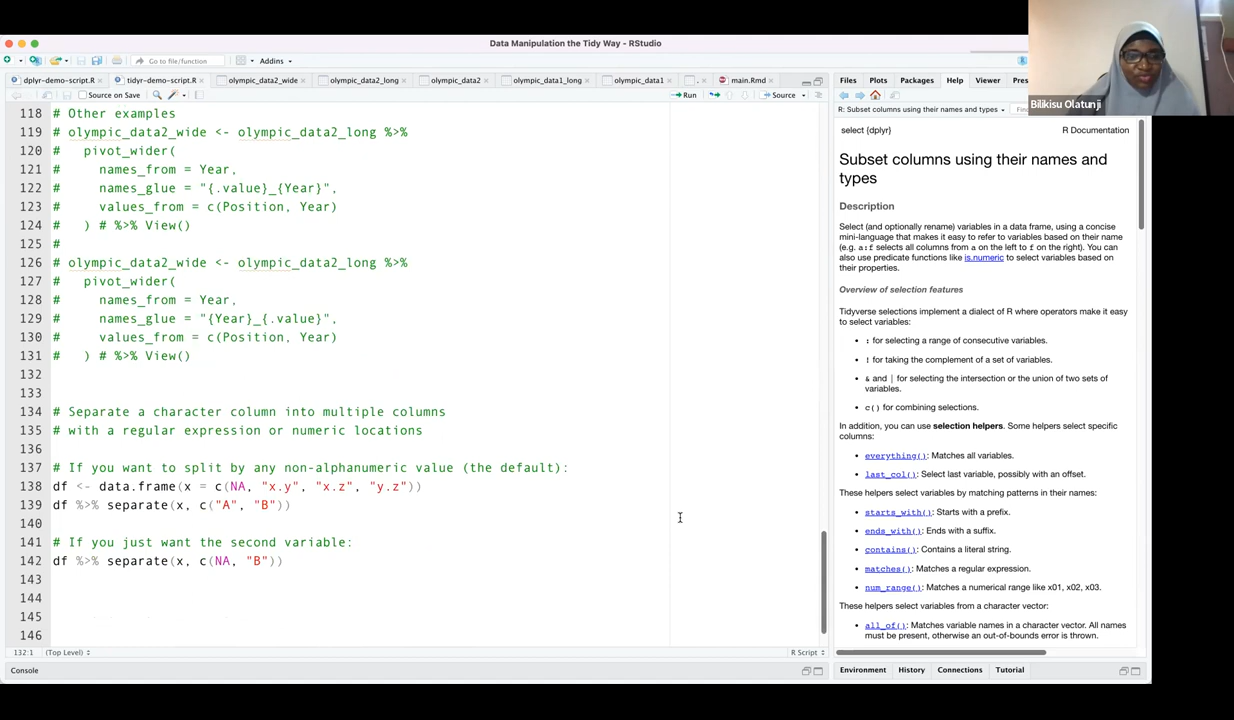 Data Manipulation the Tidy Way - RStudio
Go to file/function
Addins
dplyr-demo-script.R
tidyr-demo-script.R
olympic_data2_wide
olympic_data2_long
olympic_data2
olympic_data1_long
olympic_data1
main.Rmd
Source on Save
Run
Source
118 # Other examples
119 # olympic_data2_wide <- olympic_data2_long %>%
120 #   pivot_wider(
121 #     names_from = Year,
122 #     names_glue = "{.value}_{Year}",
123 #     values_from = c(Position, Year)
124 #   ) # %>% View()
125 #
126 # olympic_data2_wide <- olympic_data2_long %>%
127 #   pivot_wider(
128 #     names_from = Year,
129 #     names_glue = "{Year}_{.value}",
130 #     values_from = c(Position, Year)
131 #   ) # %>% View()
132
133
134 # Separate a character column into multiple columns
135 # with a regular expression or numeric locations
136
137 # If you want to split by any non-alphanumeric value (the default):
138 df <- data.frame(x = c(NA, "x.y", "x.z", "y.z"))
139 df %>% separate(x, c("A", "B"))
140
141 # If you just want the second variable:
142 df %>% separate(x, c(NA, "B"))
143
144
145
146
132:1 (Top Level)
R Script
Console
Files Plots Packages Help Viewer Pres
R: Subset columns using their names and types
Bilikisu Olatunji
select {dplyr}
R Documentation
Subset columns using their names and
types
Description
Select (and optionally rename) variables in a data frame, using a concise
mini-language that makes it easy to refer to variables based on their name
(e.g. a:f selects all columns from a on the left to f on the right). You can
also use predicate functions like is.numeric to select variables based on
their properties.
Overview of selection features
Tidyverse selections implement a dialect of R where operators make it easy
to select variables:
• : for selecting a range of consecutive variables.
• ! for taking the complement of a set of variables.
• & and | for selecting the intersection or the union of two sets of
variables.
• c() for combining selections.
In addition, you can use selection helpers. Some helpers select specific
columns:
• everything(): Matches all variables.
• last_col(): Select last variable, possibly with an offset.
These helpers select variables by matching patterns in their names:
• starts_with(): Starts with a prefix.
• ends_with(): Ends with a suffix.
• contains(): Contains a literal string.
• matches(): Matches a regular expression.
• num_range(): Matches a numerical range like x01, x02, x03.
These helpers select variables from a character vector:
• all_of(): Matches variable names in a character vector. All names
must be present, otherwise an out-of-bounds error is thrown.
Environment History Connections Tutorial